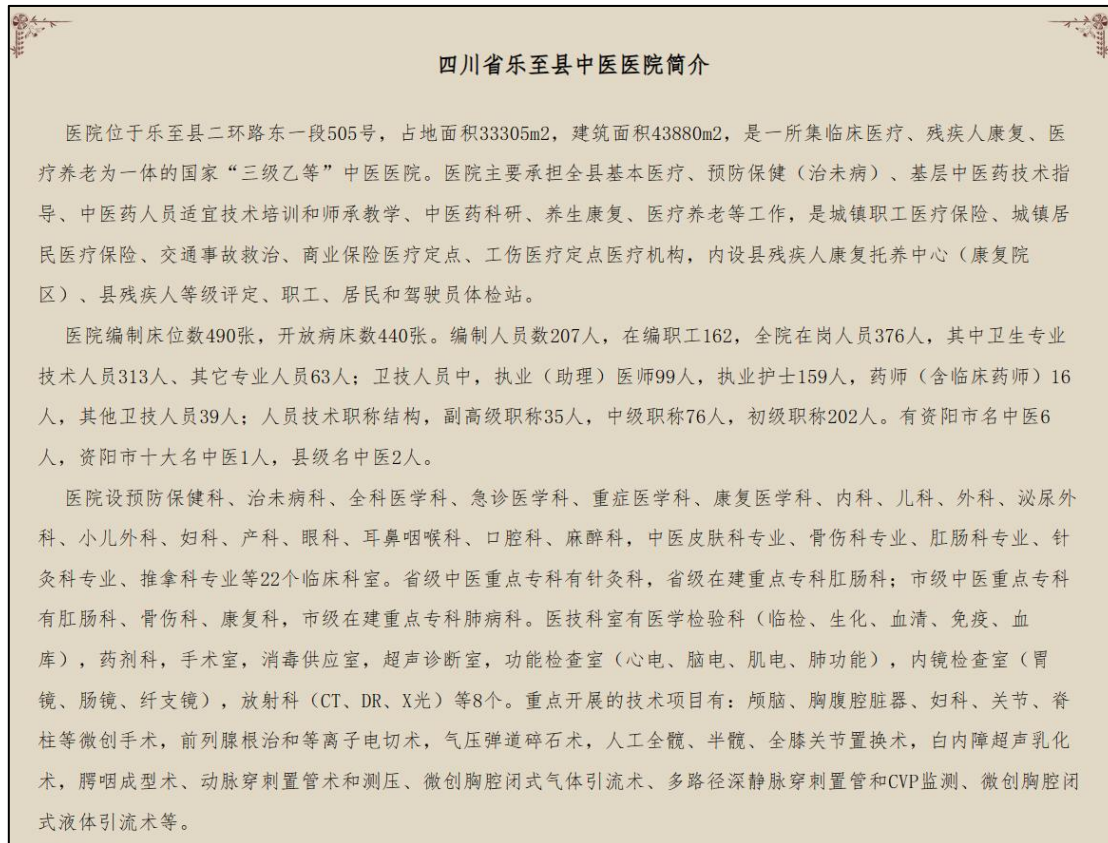 四川省乐至县中医医院简介
医院位于乐至县二环路东一段505号，占地面积33305m2，建筑面积43880m2，是一所集临床医疗、残疾人康复、医
疗养老为一体的国家“三级乙等”中医医院。医院主要承担全县基本医疗、预防保健（治未病）、基层中医药技术指
导、中医药人员适宜技术培训和师承教学、中医药科研、养生康复、医疗养老等工作，是城镇职工医疗保险、城镇居
民医疗保险、交通事故救治、商业保险医疗定点、工伤医疗定点医疗机构，内设县残疾人康复托养中心（康复院
区）、县残疾人等级评定、职工、居民和驾驶员体检站。
医院编制床位数490张，开放病床数440张。编制人员数207人，在编职工162，全院在岗人员376人，其中卫生专业
技术人员313人、其它专业人员63人；卫技人员中，执业（助理）医师99人，执业护士159人，药师（含临床药师）16
人，其他卫技人员39人；人员技术职称结构，副高级职称35人，中级职称76人，初级职称202人。有资阳市名中医6
人，资阳市十大名中医1人，县级名中医2人。
医院设预防保健科、治未病科、全科医学科、急诊医学科、重症医学科、康复医学科、内科、儿科、外科、泌尿外
科、小儿外科、妇科、产科、眼科、耳鼻咽喉科、口腔科、麻醉科，中医皮肤科专业、骨伤科专业、肛肠科专业、针
灸科专业、推拿科专业等22个临床科室。省级中医重点专科有针灸科，省级在建重点专科肛肠科；市级中医重点专科
有肛肠科、骨伤科、康复科，市级在建重点专科肺病科。医技科室有医学检验科（临检、生化、血清、免疫、血
库），药剂科，手术室，消毒供应室，超声诊断室，功能检查室（心电、脑电、肌电、肺功能），内镜检查室（胃
镜、肠镜、纤支镜），放射科（CT、DR、X光）等8个。重点开展的技术项目有：颅脑、胸腹腔脏器、妇科、关节、脊
柱等微创手术，前列腺根治和等离子电切术，气压弹道碎石术，人工全髋、半髋、全膝关节置换术，白内障超声乳化
术，腭咽成型术、动脉穿刺置管术和测压、微创胸腔闭式气体引流术、多路径深静脉穿刺置管和CVP监测、微创胸腔闭
式液体引流术等。